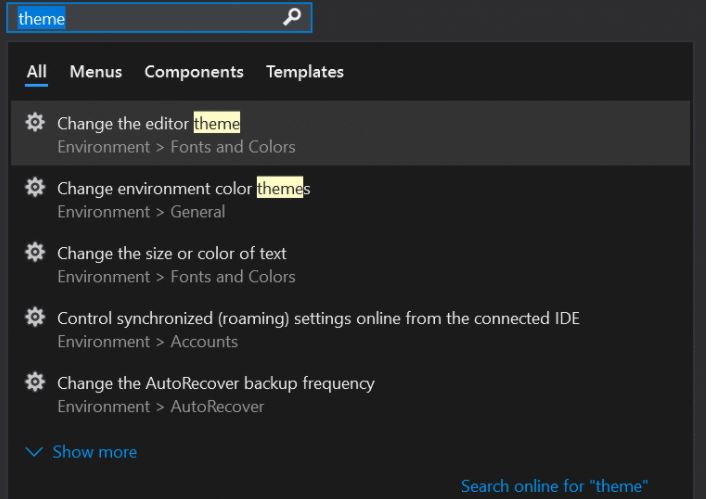 theme
All Menus Components Templates
Change the editor theme
Environment > Fonts and Colors
Change environment color themes
Environment > General
Change the size or color of text
Environment > Fonts and Colors
Control synchronized (roaming) settings online from the connected IDE
Environment > Accounts
Change the AutoRecover backup frequency
Environment > AutoRecover
Show more
Search online for "theme"